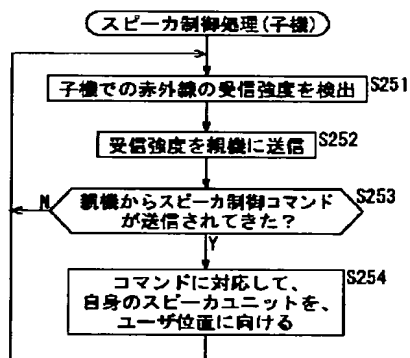 スピーカ制御処理(子機)
子機での赤外線の受信強度を検出
S251
受信強度を親機に送信
S252
親機からスピーカ制御コマンド
が送信されてきた？
S253
N
Y
コマンドに対応して、
自身のスピーカユニットを、
ユーザ位置に向ける
S254